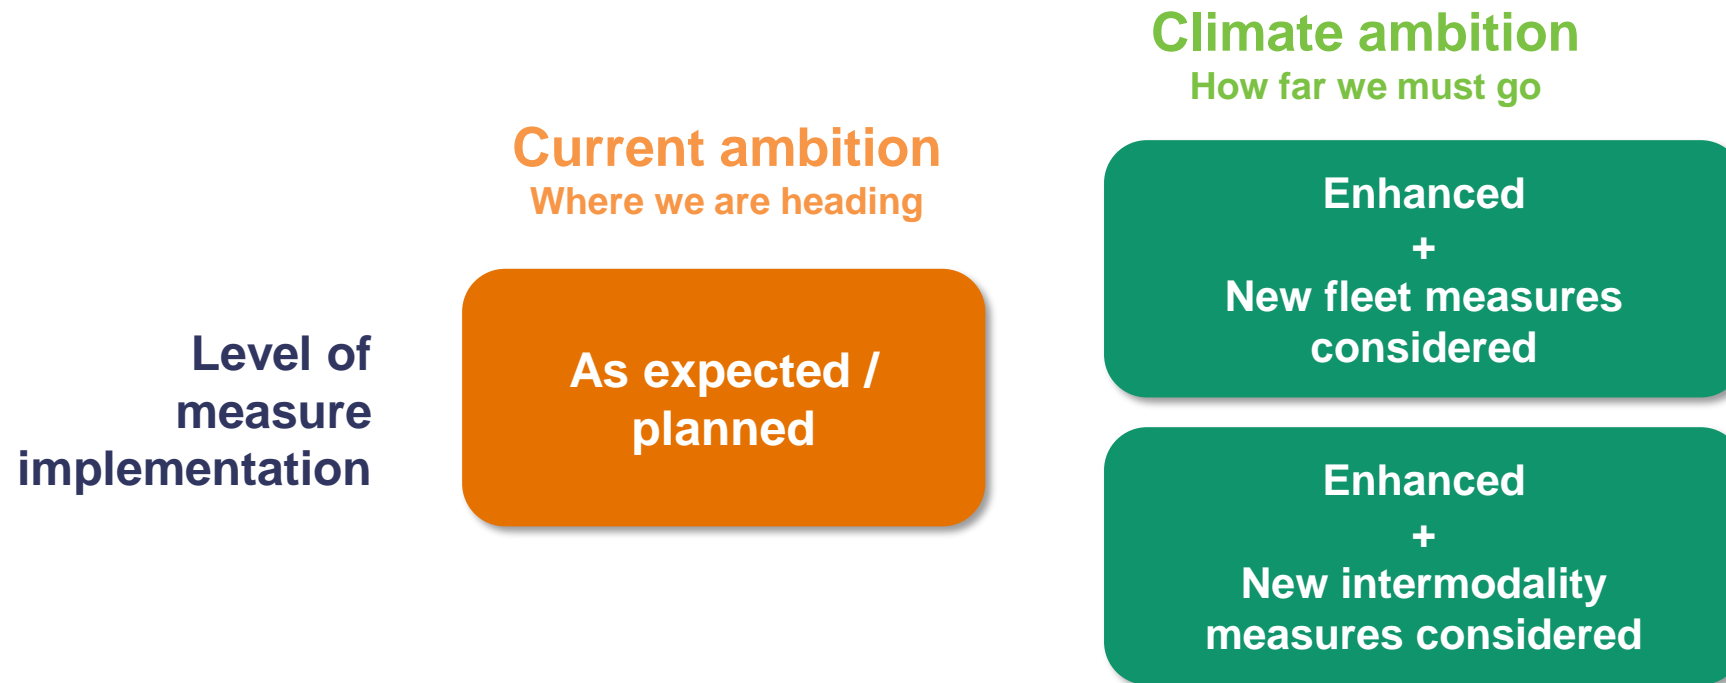 Climate ambition
How far we must go
Current ambition
Where we are heading
Level of
measure
implementation
As expected /
planned
Enhanced
+
New fleet measures
considered
Enhanced
+
New intermodality
measures considered